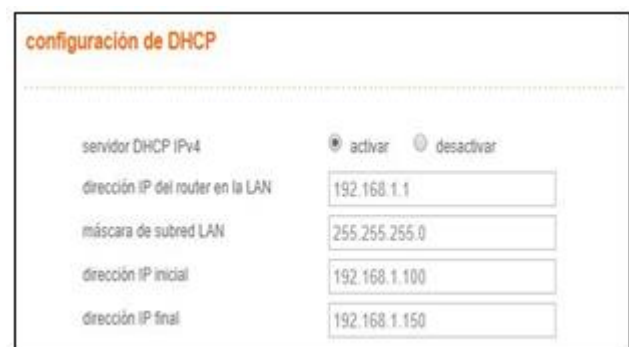 configuración de DHCP
servidor DHCP IPv4 activar desactivar
dirección IP del router en la LAN 192.168.1.1
máscara de subred LAN 255.255.255.0
dirección IP inicial 192.168.1.100
dirección IP final 192.168.1.150